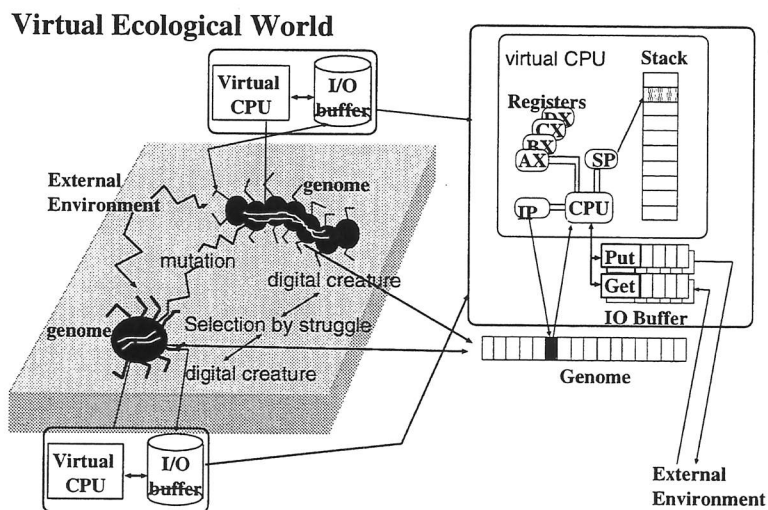 Virtual Ecological World
Virtual
CPU
I/O
buffer
External
Environment
genome
mutation
digital creature
Selection by struggle
genome
digital creature
Virtual
CPU
I/O
buffer
virtual CPU
Stack
Registers
DX
CX
BX
AX
SP
IP
CPU
Put
Get
IO Buffer
Genome
External
Environment